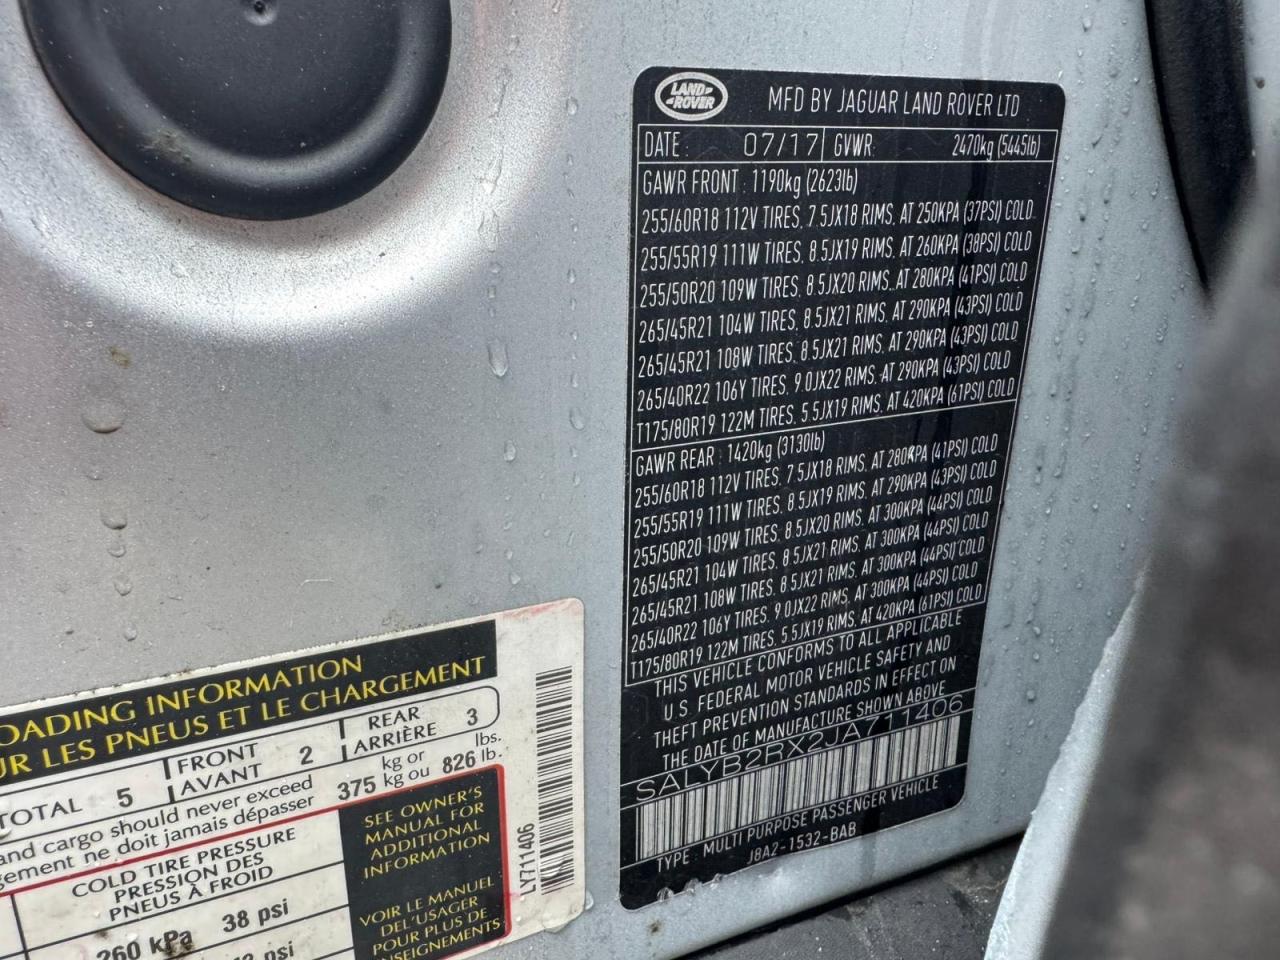 LAND ROVER
MFD BY JAGUAR LAND ROVER LTD
DATE: 07/17 GVWR: 2470kg (5445lb)
GAWR FRONT : 1190kg (2623lb)
255/60R18 112V TIRES, 7.5JX18 RIMS, AT 250KPA (37PSI) COLD
255/55R19 111W TIRES, 8.5JX19 RIMS, AT 260KPA (38PSI) COLD
255/50R20 109W TIRES, 8.5JX20 RIMS, AT 280KPA (41PSI) COLD
265/45R21 104W TIRES, 8.5JX21 RIMS, AT 290KPA (43PSI) COLD
265/45R21 108W TIRES, 8.5JX21 RIMS, AT 290KPA (43PSI) COLD
265/40R22 106Y TIRES, 9.0JX22 RIMS, AT 290KPA (43PSI) COLD
T175/80R19 122M TIRES, 5.5JX19 RIMS, AT 420KPA (61PSI) COLD
GAWR REAR : 1420kg (3130lb)
255/60R18 112V TIRES, 7.5JX18 RIMS, AT 280KPA (41PSI) COLD
255/55R19 111W TIRES, 8.5JX19 RIMS, AT 290KPA (43PSI) COLD
255/50R20 109W TIRES, 8.5JX20 RIMS, AT 300KPA (44PSI) COLD
265/45R21 104W TIRES, 8.5JX21 RIMS, AT 300KPA (44PSI) COLD
265/45R21 108W TIRES, 8.5JX21 RIMS, AT 300KPA (44PSI) COLD
265/40R22 106Y TIRES, 9.0JX22 RIMS, AT 300KPA (44PSI) COLD
T175/80R19 122M TIRES, 5.5JX19 RIMS, AT 420KPA (61PSI) COLD
THIS VEHICLE CONFORMS TO ALL APPLICABLE
U.S. FEDERAL MOTOR VEHICLE SAFETY AND
THEFT PREVENTION STANDARDS IN EFFECT ON
THE DATE OF MANUFACTURE SHOWN ABOVE
SALYB2RX2JA711406
TYPE : MULTI PURPOSE PASSENGER VEHICLE
J8A2-1532-BAB
OADING INFORMATION
UR LES PNEUS ET LE CHARGEMENT
TOTAL 5 FRONT AVANT 2 REAR ARRIÈRE 3
and cargo should never exceed 375 kg or 826 lbs.
gement ne doit jamais dépasser kg ou lb.
COLD TIRE PRESSURE
PRESSION DES
PNEUS À FROID
260 kPa 38 psi
psi
SEE OWNER'S
MANUAL FOR
ADDITIONAL
INFORMATION
VOIR LE MANUEL
DE L'USAGER
POUR PLUS DE
NSEIGNEMENTS
LY711406